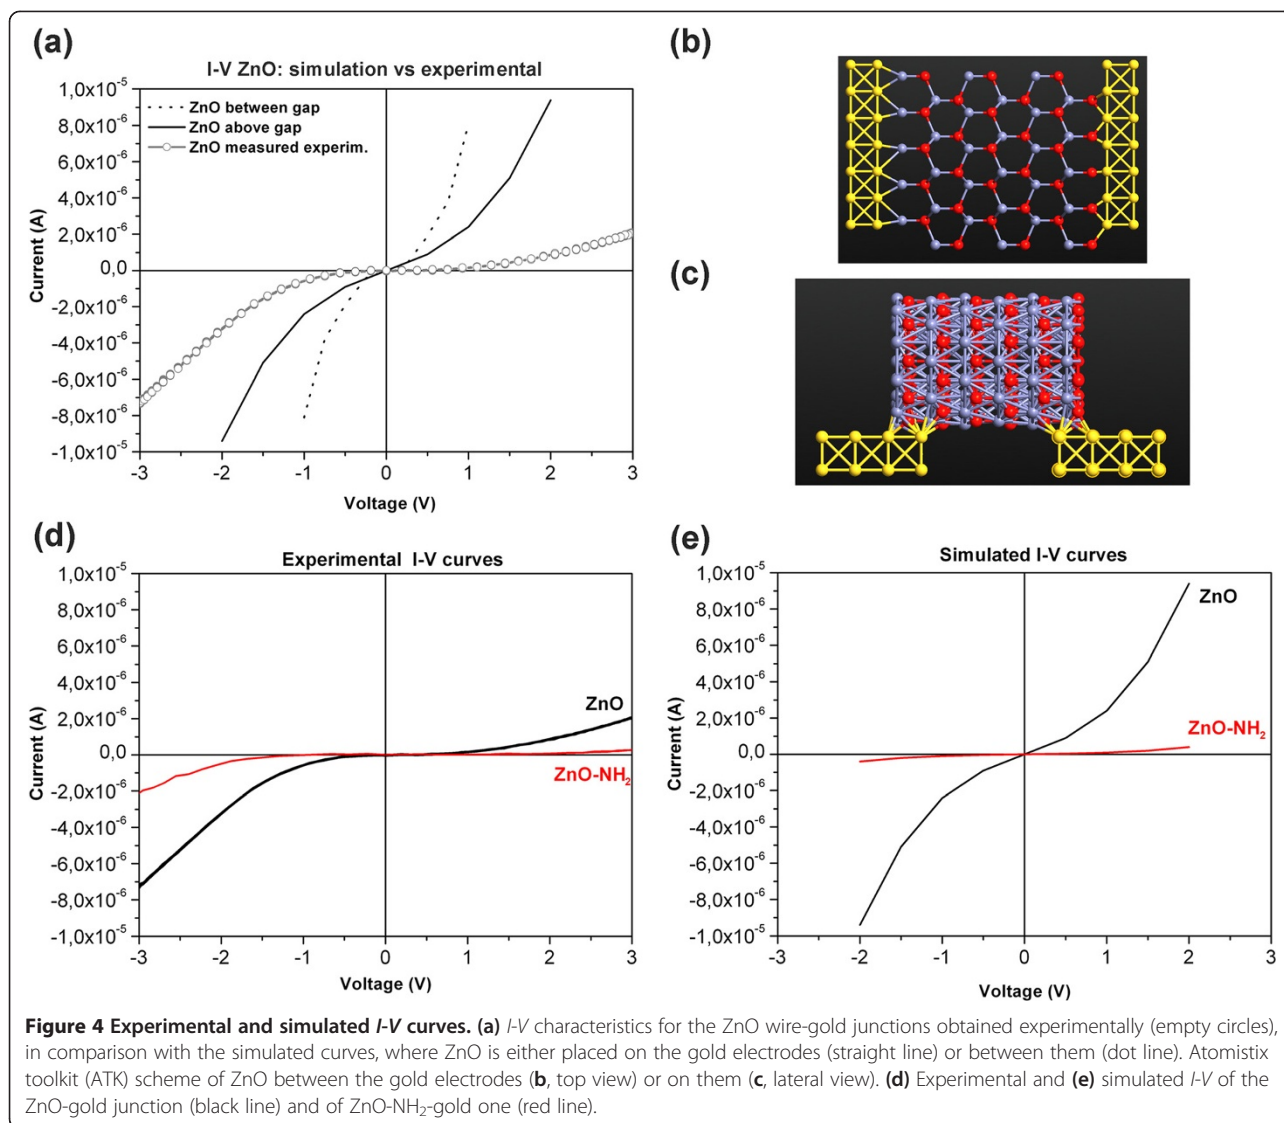 (a)
I-V ZnO: simulation vs experimental
1,0x10⁻⁵
8,0x10⁻⁶
6,0x10⁻⁶
4,0x10⁻⁶
2,0x10⁻⁶
0,0
-2,0x10⁻⁶
-4,0x10⁻⁶
-6,0x10⁻⁶
-8,0x10⁻⁶
-1,0x10⁻⁵
Current (A)
ZnO between gap
ZnO above gap
ZnO measured experim.
-3 -2 -1 0 1 2 3
Voltage (V)
(b)
(c)
(d)
Experimental I-V curves
1,0x10⁻⁵
8,0x10⁻⁶
6,0x10⁻⁶
4,0x10⁻⁶
2,0x10⁻⁶
0,0
-2,0x10⁻⁶
-4,0x10⁻⁶
-6,0x10⁻⁶
-8,0x10⁻⁶
-1,0x10⁻⁵
Current (A)
ZnO
ZnO-NH₂
-3 -2 -1 0 1 2 3
Voltage (V)
(e)
Simulated I-V curves
1,0x10⁻⁵
8,0x10⁻⁶
6,0x10⁻⁶
4,0x10⁻⁶
2,0x10⁻⁶
0,0
-2,0x10⁻⁶
-4,0x10⁻⁶
-6,0x10⁻⁶
-8,0x10⁻⁶
-1,0x10⁻⁵
Current (A)
ZnO
ZnO-NH₂
-3 -2 -1 0 1 2 3
Voltage (V)
Figure 4 Experimental and simulated I-V curves. (a) I-V characteristics for the ZnO wire-gold junctions obtained experimentally (empty circles),
in comparison with the simulated curves, where ZnO is either placed on the gold electrodes (straight line) or between them (dot line). Atomistix
toolkit (ATK) scheme of ZnO between the gold electrodes (b, top view) or on them (c, lateral view). (d) Experimental and (e) simulated I-V of the
ZnO-gold junction (black line) and of ZnO-NH₂-gold one (red line).